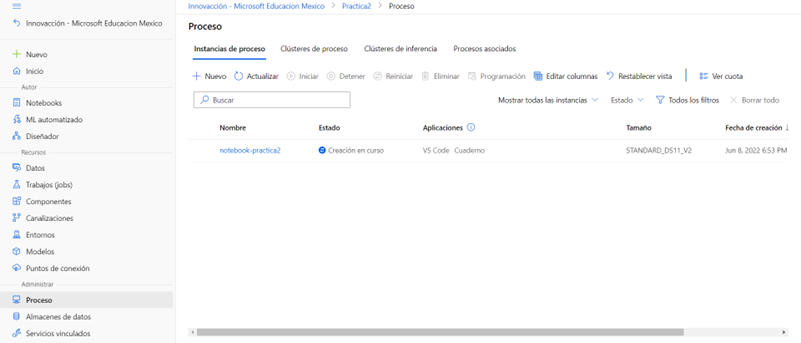 Innovacción - Microsoft Educacion Mexico
Nuevo
Inicio
Autor
Notebooks
ML automatizado
Diseñador
Recursos
Datos
Trabajos (jobs)
Componentes
Canalizaciones
Entornos
Modelos
Puntos de conexión
Administrar
Proceso
Almacenes de datos
Servicios vinculados
Innovacción - Microsoft Educacion Mexico > Practica2 > Proceso
Proceso
Instancias de proceso Clústeres de proceso Clústeres de inferencia Procesos asociados
Nuevo Actualizar Iniciar Detener Reiniciar Eliminar Programación Editar columnas Restablecer vista Ver cuota
Buscar Mostrar todas las instancias Estado Todos los filtros Borrar todo
Nombre Estado Aplicaciones Tamaño Fecha de creación
notebook-practica2 Creación en curso VS Code Cuaderno STANDARD_DS11_V2 Jun 8, 2022 6:53 PM